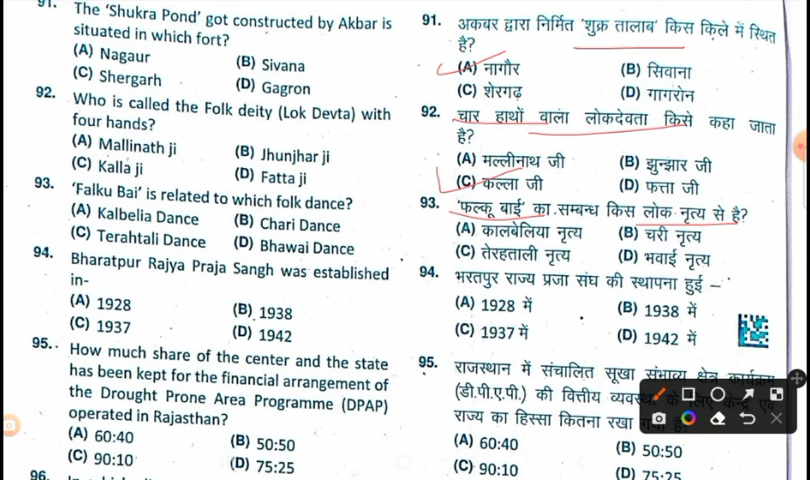 91. The 'Shukra Pond' got constructed by Akbar is
situated in which fort?
(A) Nagaur (B) Sivana
(C) Shergarh (D) Gagron
92. Who is called the Folk deity (Lok Devta) with
four hands?
(A) Mallinath ji (B) Jhunjhar ji
(C) Kalla ji (D) Fatta ji
93. 'Falku Bai' is related to which folk dance?
(A) Kalbelia Dance (B) Chari Dance
(C) Terahtali Dance (D) Bhawai Dance
94. Bharatpur Rajya Praja Sangh was established
in-
(A) 1928 (B) 1938
(C) 1937 (D) 1942
95. How much share of the center and the state
has been kept for the financial arrangement of
the Drought Prone Area Programme (DPAP)
operated in Rajasthan?
(A) 60:40 (B) 50:50
(C) 90:10 (D) 75:25
96.
91. अकबर द्वारा निर्मित 'शुक्र तालाब' किस किले में स्थित
है?
(A) नागौर (B) सिवाना
(C) शेरगढ़ (D) गागरोन
92. चार हाथों वाला लोकदेवता किसे कहा जाता
है?
(A) मल्लीनाथ जी (B) झुन्झार जी
(C) कल्ला जी (D) फत्ता जी
93. 'फल्कू बाई' का सम्बन्ध किस लोक नृत्य से है?
(A) कालबेलिया नृत्य (B) चरी नृत्य
(C) तेरहताली नृत्य (D) भवाई नृत्य
94. भरतपुर राज्य प्रजा संघ की स्थापना हुई –
(A) 1928 में (B) 1938 में
(C) 1937 में (D) 1942 में
95. राजस्थान में संचालित सूखा संभाव्य क्षेत्र कार्यक्रम
(डी.पी.ए.पी.) की वित्तीय व्यवस्था के लिए केन्द्र एवं
राज्य का हिस्सा कितना रखा
(A) 60:40 (B) 50:50
(C) 90:10 (D) 75:25